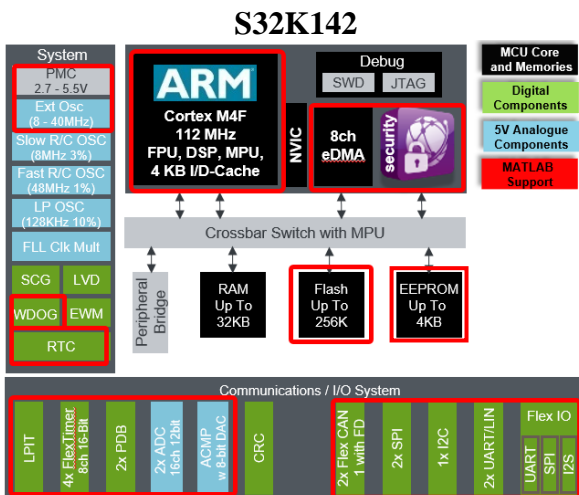 S32K142
System
PMC
2.7 - 5.5V
Ext Osc
(8 - 40MHz)
Slow R/C OSC
(8MHz 3%)
Fast R/C OSC
(48MHz 1%)
LP OSC
(128KHz 10%)
FLL Clk Mult
SCG
LVD
WDOG
EWM
RTC
ARM
Cortex M4F
112 MHz
FPU, DSP, MPU,
4 KB I/D-Cache
NVIC
Debug
SWD
JTAG
8ch
eDMA
security
MCU Core
and Memories
Digital
Components
5V Analogue
Components
MATLAB
Support
Crossbar Switch with MPU
Peripheral
Bridge
RAM
Up To
32KB
Flash
Up To
256K
EEPROM
Up To
4KB
Communications / I/O System
LPIT
4x FlexTimer
8ch 16-Bit
2x PDB
2x ADC
16ch 12bit
ACMP
w 8-bit DAC
CRC
2x Flex CAN
1 with FD
2x SPI
1x I2C
2x UART/LIN
Flex IO
UART
SPI
I2S